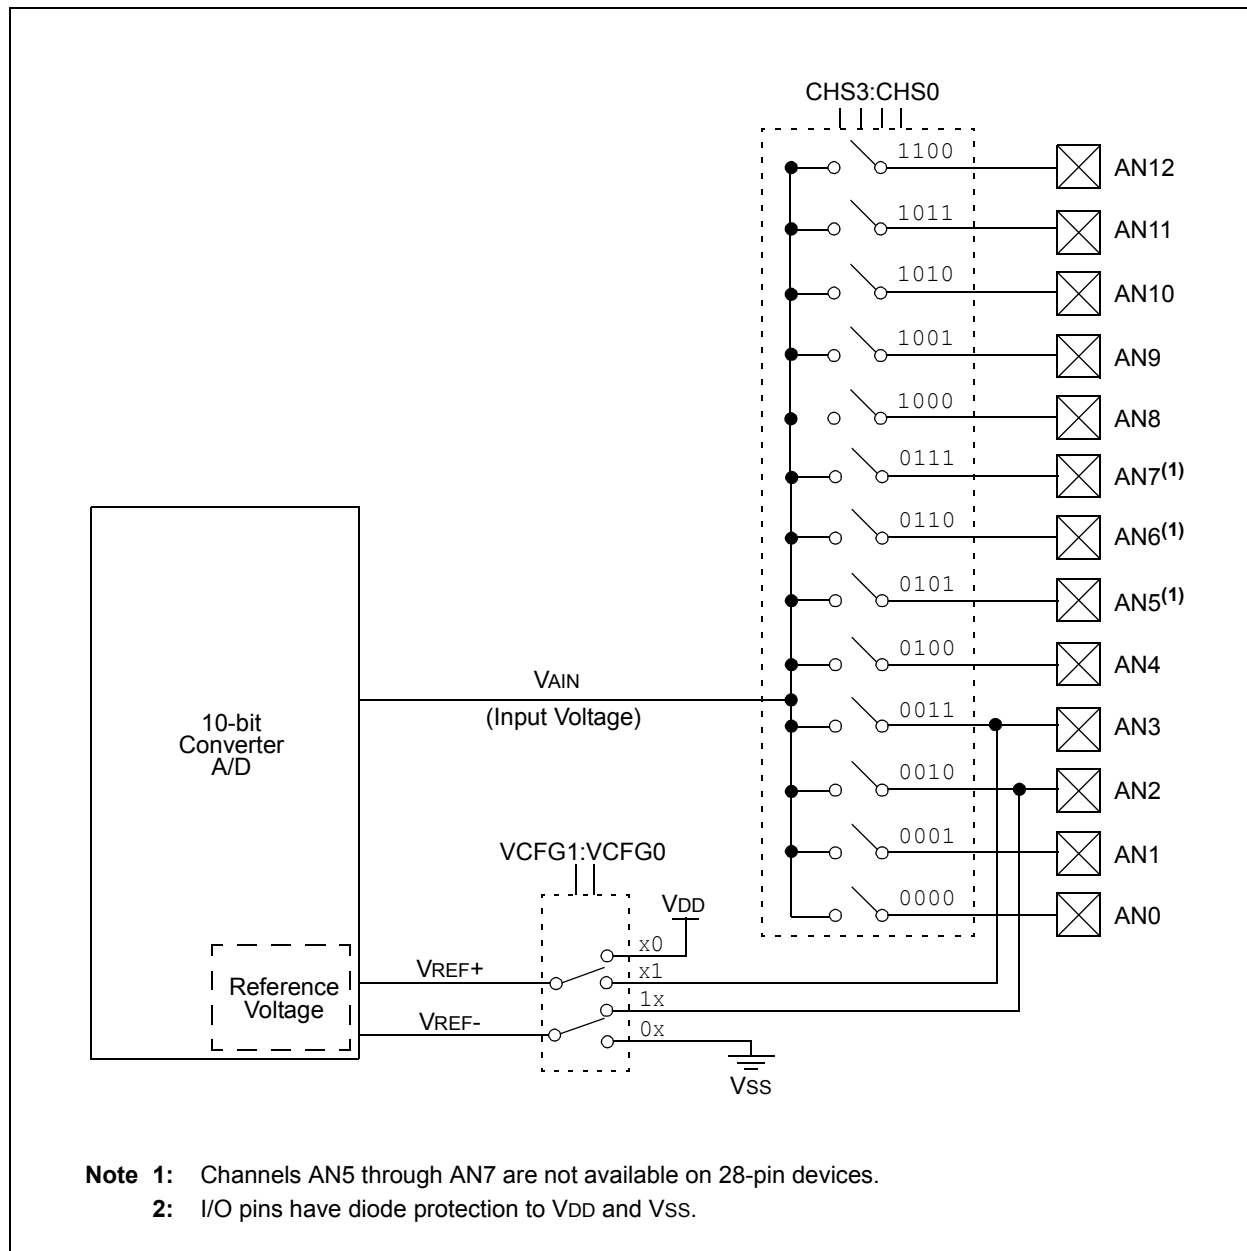 CHS3:CHS0
1100
AN12
1011
AN11
1010
AN10
1001
AN9
1000
AN8
0111
AN7(1)
0110
AN6(1)
0101
AN5(1)
0100
AN4
VAIN
(Input Voltage)
0011
AN3
10-bit
Converter
A/D
0010
AN2
0001
AN1
VCFG1:VCFG0
0000
AN0
VDD
x0
VREF+
x1
Reference
Voltage
1x
VREF-
0x
VSS
Note 1: Channels AN5 through AN7 are not available on 28-pin devices.
2: I/O pins have diode protection to VDD and VSS.